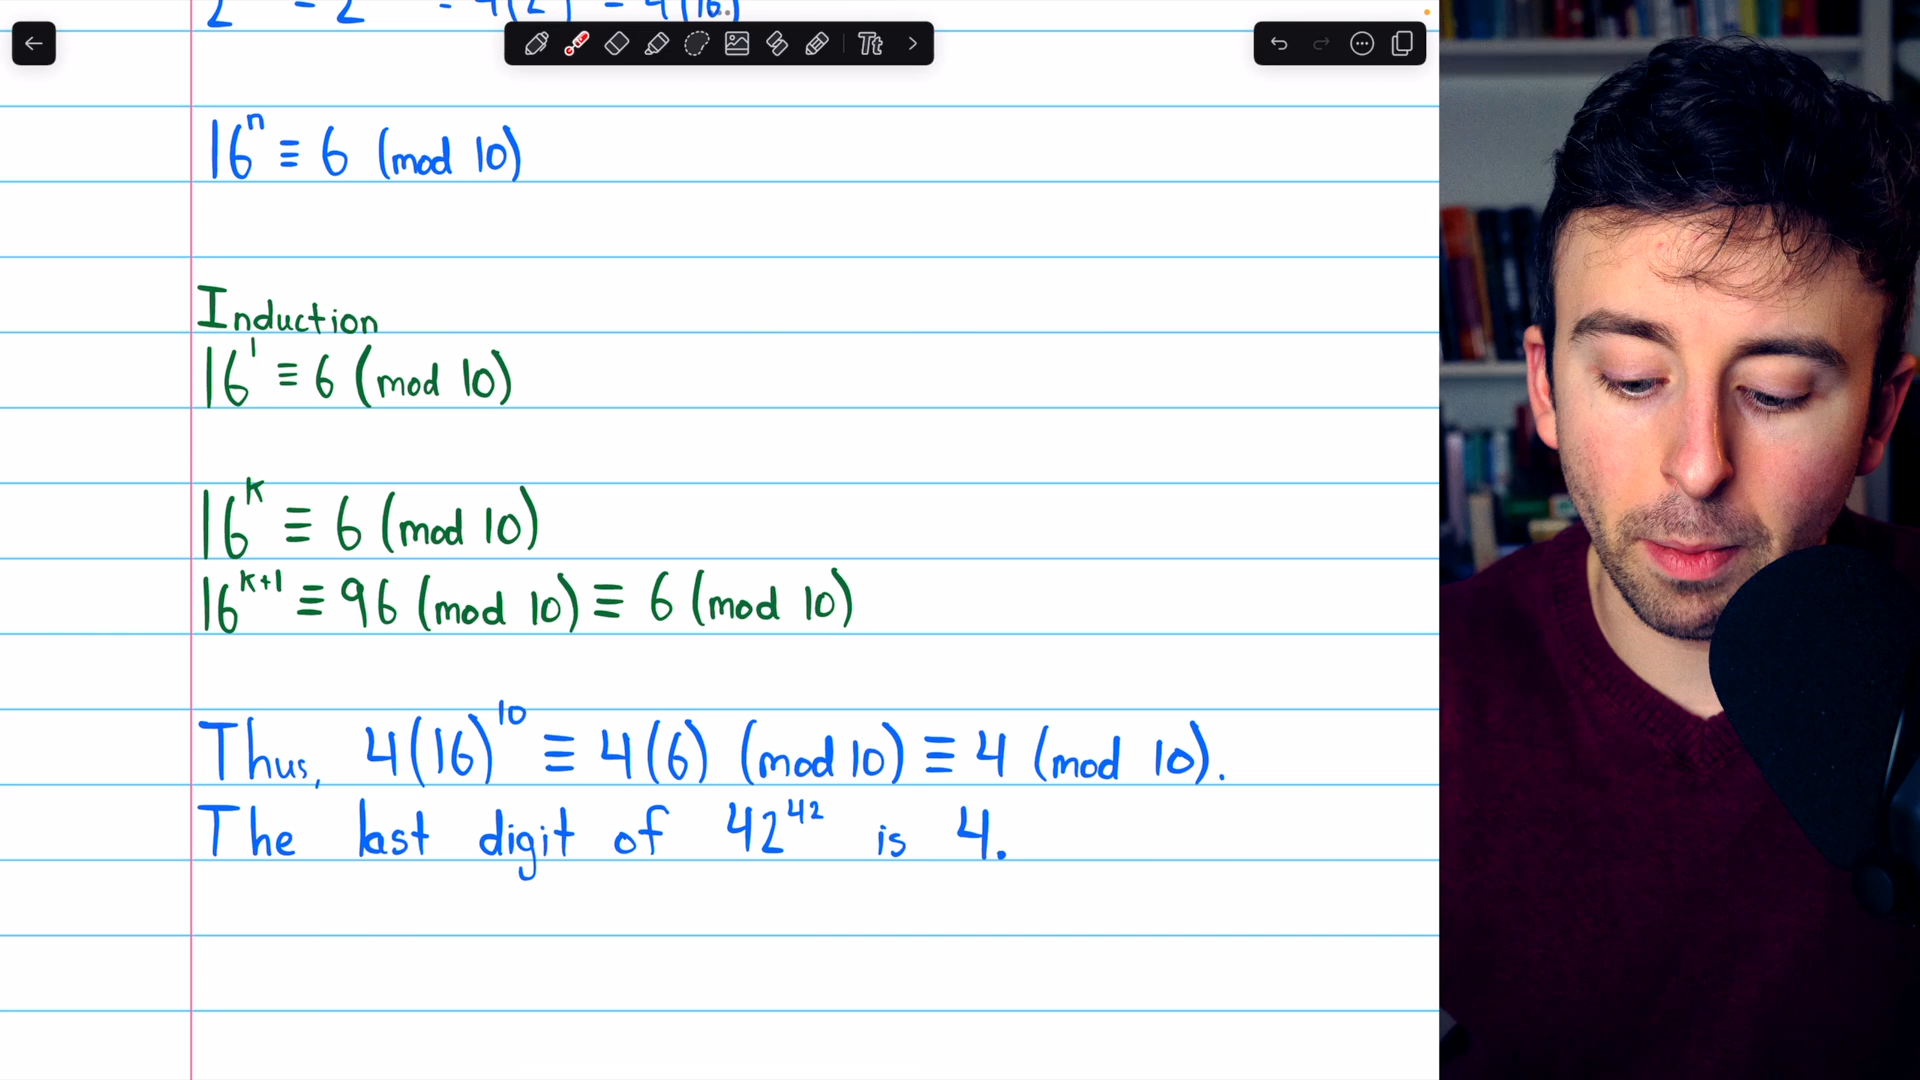 16ⁿ ≡ 6 (mod 10)
Induction
16¹ ≡ 6 (mod 10)
16ᵏ ≡ 6 (mod 10)
16ᵏ⁺¹ ≡ 96 (mod 10) ≡ 6 (mod 10)
Thus, 4(16)¹⁰ ≡ 4(6) (mod 10) ≡ 4 (mod 10).
The last digit of 42⁴² is 4.